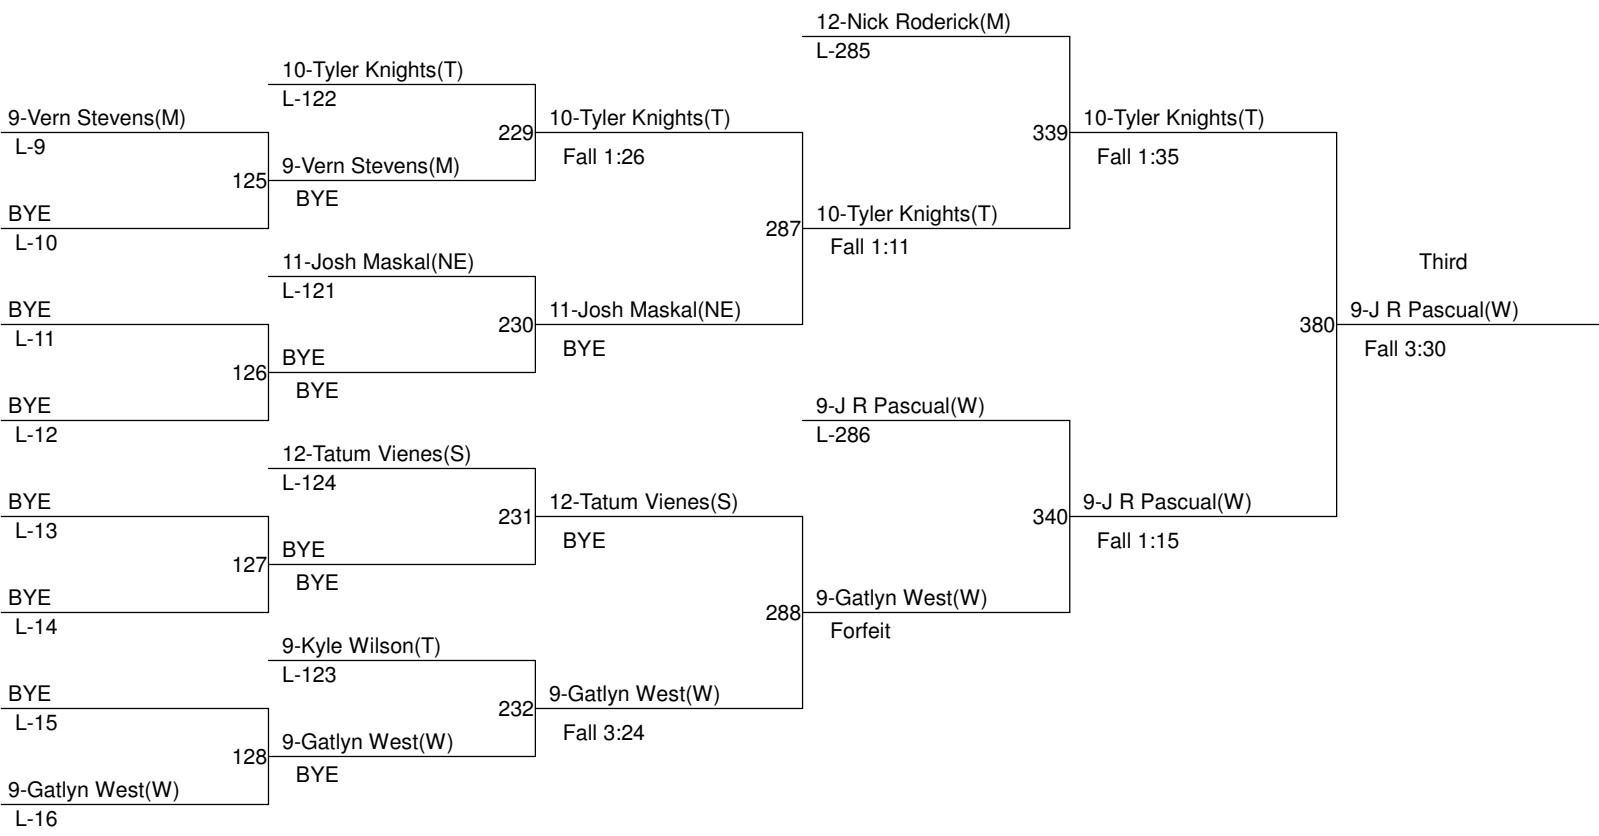 12-Nick Roderick(M)
L-285
10-Tyler Knights(T)
L-122
9-Vern Stevens(M)
L-9
10-Tyler Knights(T)
229
Fall 1:26
339
10-Tyler Knights(T)
Fall 1:35
9-Vern Stevens(M)
125
BYE
BYE
L-10
287
10-Tyler Knights(T)
Fall 1:11
11-Josh Maskal(NE)
L-121
Third
BYE
L-11
230
11-Josh Maskal(NE)
BYE
380
9-J R Pascual(W)
Fall 3:30
126
BYE
BYE
BYE
L-12
9-J R Pascual(W)
L-286
12-Tatum Vienes(S)
L-124
BYE
L-13
231
12-Tatum Vienes(S)
BYE
340
9-J R Pascual(W)
Fall 1:15
127
BYE
BYE
BYE
L-14
288
9-Gatlyn West(W)
Forfeit
9-Kyle Wilson(T)
L-123
BYE
L-15
232
9-Gatlyn West(W)
Fall 3:24
128
9-Gatlyn West(W)
BYE
9-Gatlyn West(W)
L-16